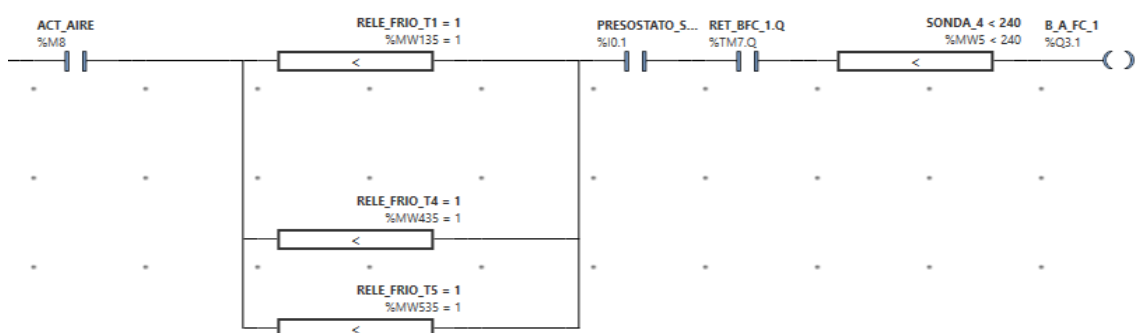 ACT_AIRE
%M8
RELE_FRIO_T1 = 1
%MW135 = 1
<
PRESOSTATO_S...
%I0.1
RET_BFC_1.Q
%TM7.Q
SONDA_4 < 240
%MW5 < 240
<
B_A_FC_1
%Q3.1
RELE_FRIO_T4 = 1
%MW435 = 1
<
RELE_FRIO_T5 = 1
%MW535 = 1
<